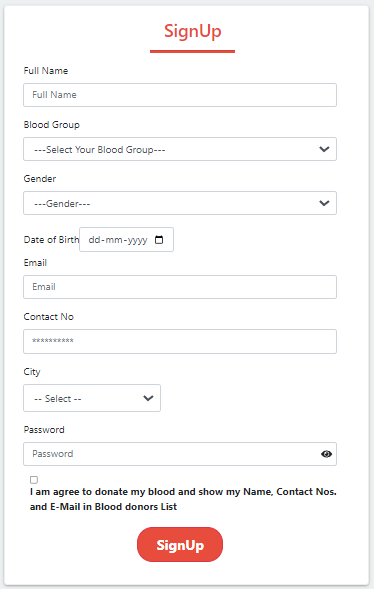 SignUp
Full Name
Full Name
Blood Group
---Select Your Blood Group---
Gender
---Gender---
Date of Birth dd-mm-yyyy
Email
Email
Contact No
**********
City
-- Select --
Password
Password
I am agree to donate my blood and show my Name, Contact Nos.
and E-Mail in Blood donors List
SignUp